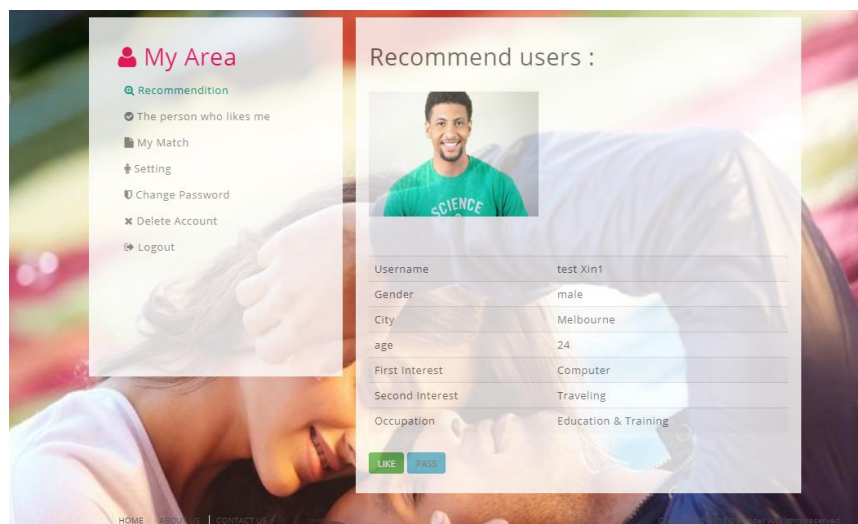 My Area
Recommendition
The person who likes me
My Match
Setting
Change Password
Delete Account
Logout
Recommend users :
SCIENCE
Username test Xin1
Gender male
City Melbourne
age 24
First Interest Computer
Second Interest Traveling
Occupation Education & Training
LIKE PASS
HOME ABOUT US CONTACT US